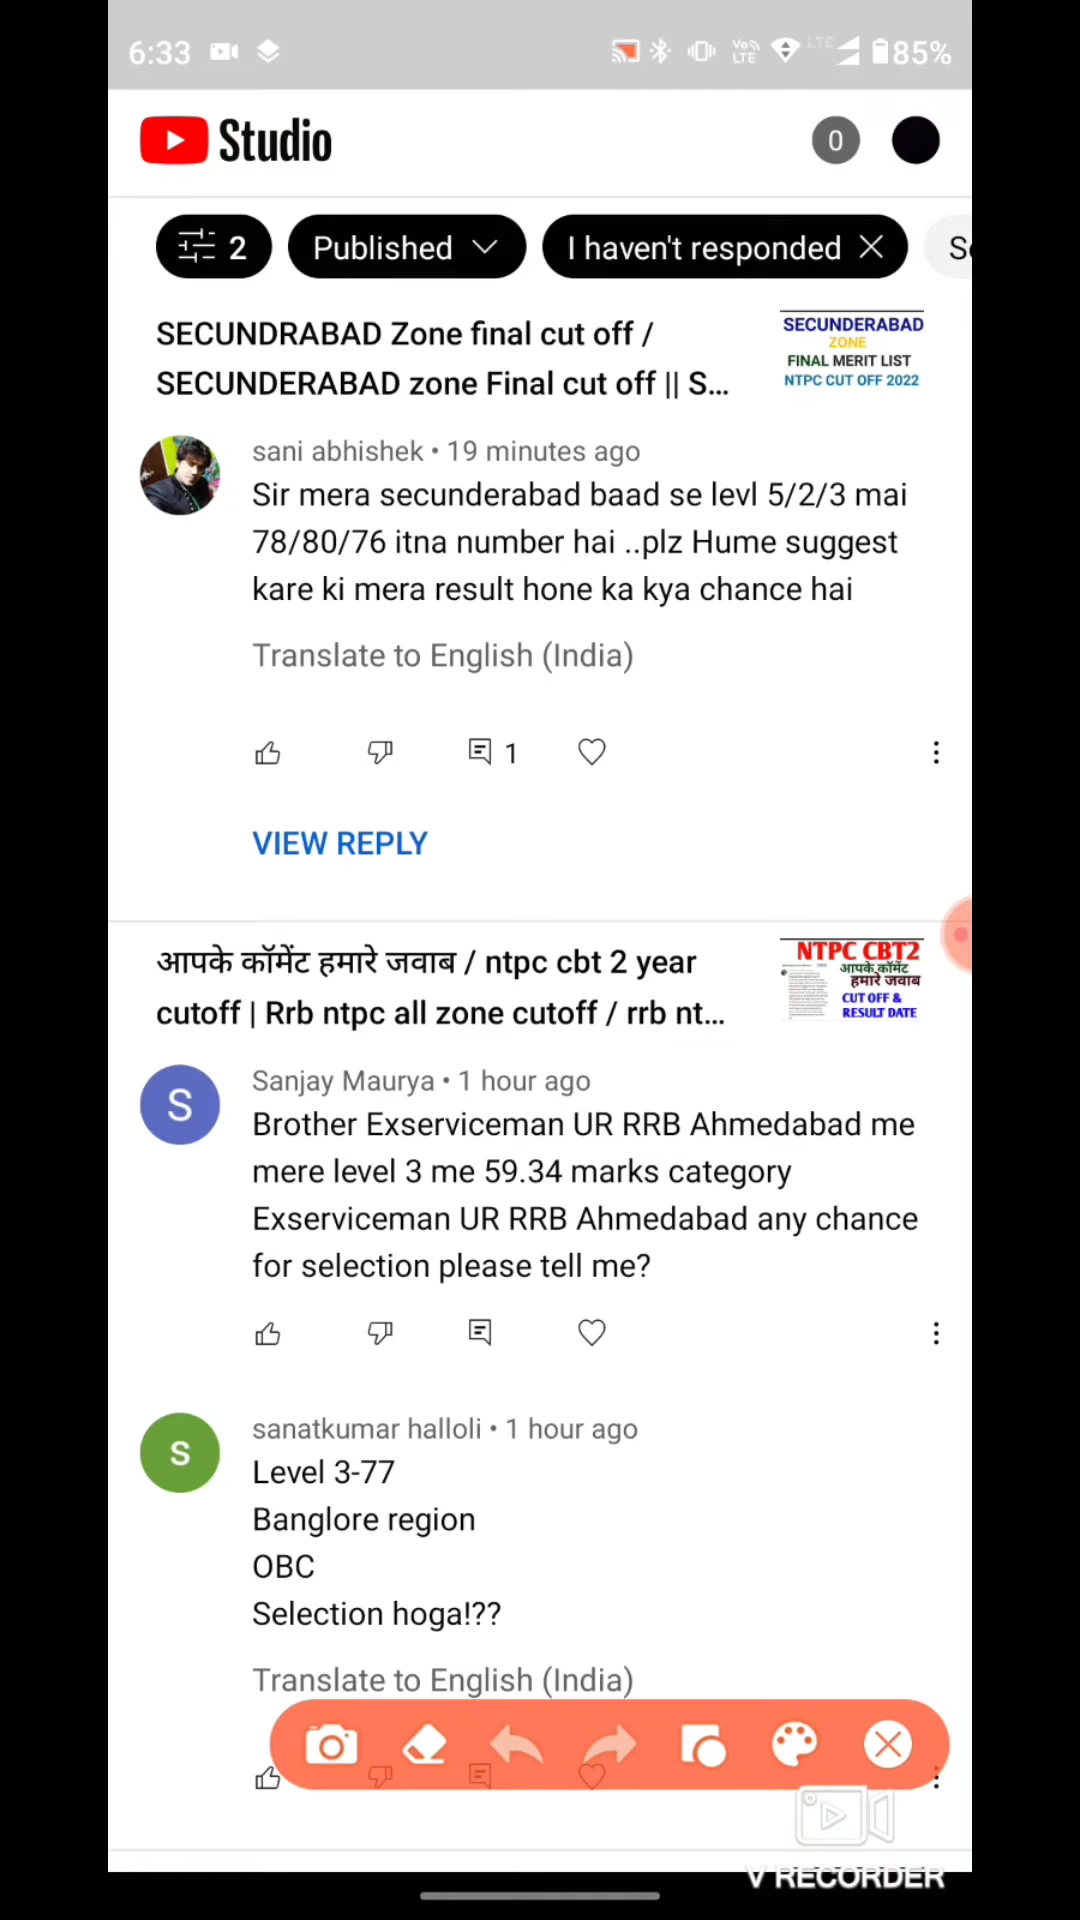 6:33
Vo LTE
LTE
85%
Studio
0
2
Published
I haven't responded
SECUNDRABAD Zone final cut off /
SECUNDERABAD zone Final cut off || S...
SECUNDERABAD
ZONE
FINAL MERIT LIST
NTPC CUT OFF 2022
sani abhishek • 19 minutes ago
Sir mera secunderabad baad se levl 5/2/3 mai
78/80/76 itna number hai ..plz Hume suggest
kare ki mera result hone ka kya chance hai
Translate to English (India)
1
VIEW REPLY
आपके कॉमेंट हमारे जवाब / ntpc cbt 2 year
cutoff | Rrb ntpc all zone cutoff / rrb nt...
NTPC CBT2
आपके कॉमेंट
हमारे जवाब
CUT OFF &
RESULT DATE
S
Sanjay Maurya • 1 hour ago
Brother Exserviceman UR RRB Ahmedabad me
mere level 3 me 59.34 marks category
Exserviceman UR RRB Ahmedabad any chance
for selection please tell me?
s
sanatkumar halloli • 1 hour ago
Level 3-77
Banglore region
OBC
Selection hoga!??
Translate to English (India)
V RECORDER